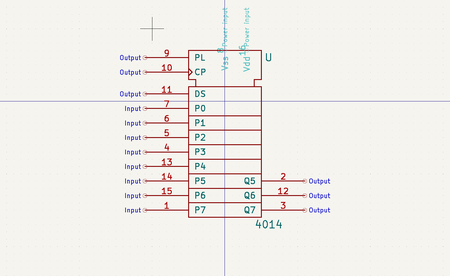 Power Input
Power Input
Vss 8
Vdd 16
U
Output 9 PL
Output 10 CP
Output 11 DS
Input 7 P0
Input 6 P1
Input 5 P2
Input 4 P3
Input 13 P4
Input 14 P5 Q5 2 Output
Input 15 P6 Q6 12 Output
Input 1 P7 Q7 3 Output
4014